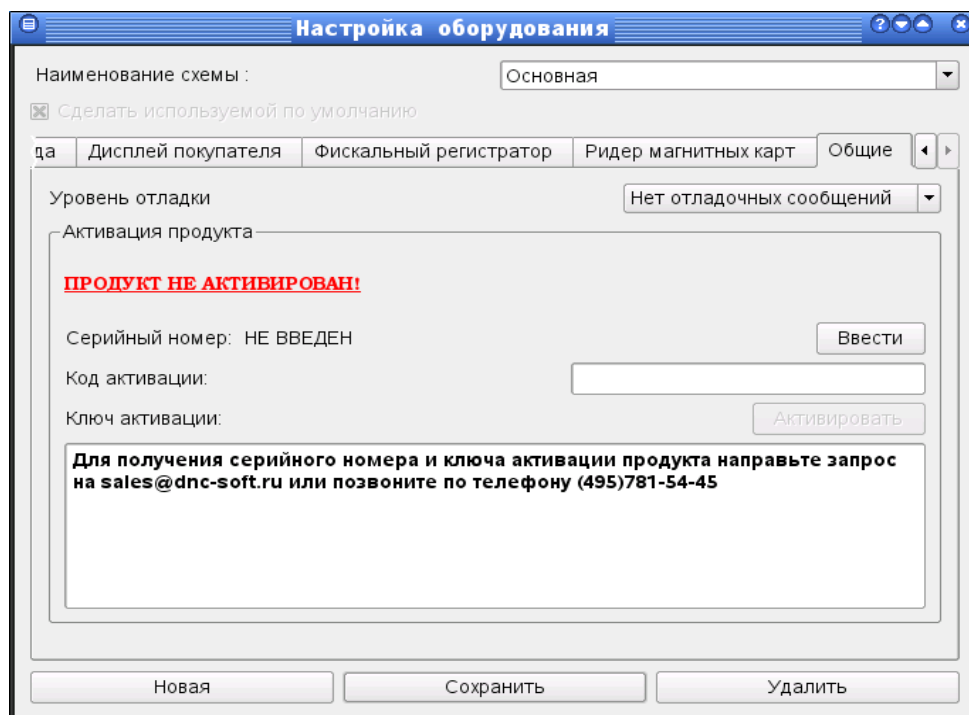 Настройка оборудования
Наименование схемы :
Основная
Сделать используемой по умолчанию
да
Дисплей покупателя
Фискальный регистратор
Ридер магнитных карт
Общие
Уровень отладки
Нет отладочных сообщений
Активация продукта
ПРОДУКТ НЕ АКТИВИРОВАН!
Серийный номер: НЕ ВВЕДЕН
Ввести
Код активации:
Ключ активации:
Активировать
Для получения серийного номера и ключа активации продукта направьте запрос
на sales@dnc-soft.ru или позвоните по телефону (495)781-54-45
Новая
Сохранить
Удалить